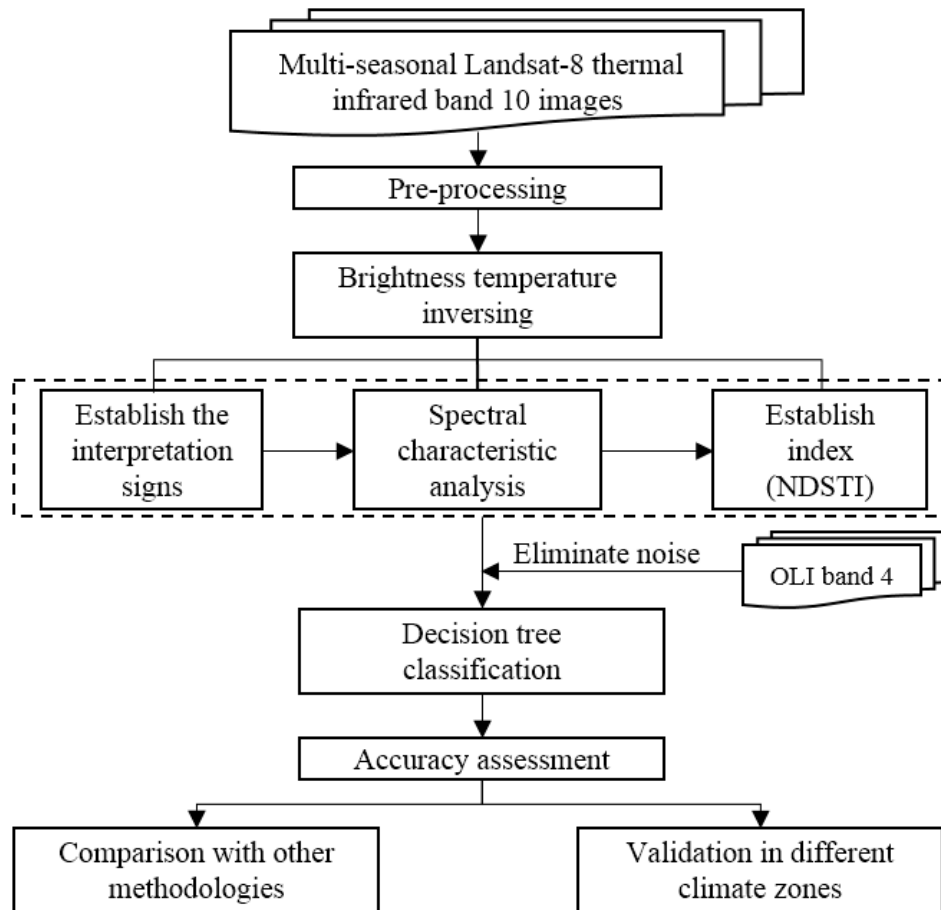 Multi-seasonal Landsat-8 thermal
infrared band 10 images
Pre-processing
Brightness temperature
inversing
Establish the
interpretation
signs
Spectral
characteristic
analysis
Establish
index
(NDSTI)
Eliminate noise
OLI band 4
Decision tree
classification
Accuracy assessment
Comparison with other
methodologies
Validation in different
climate zones